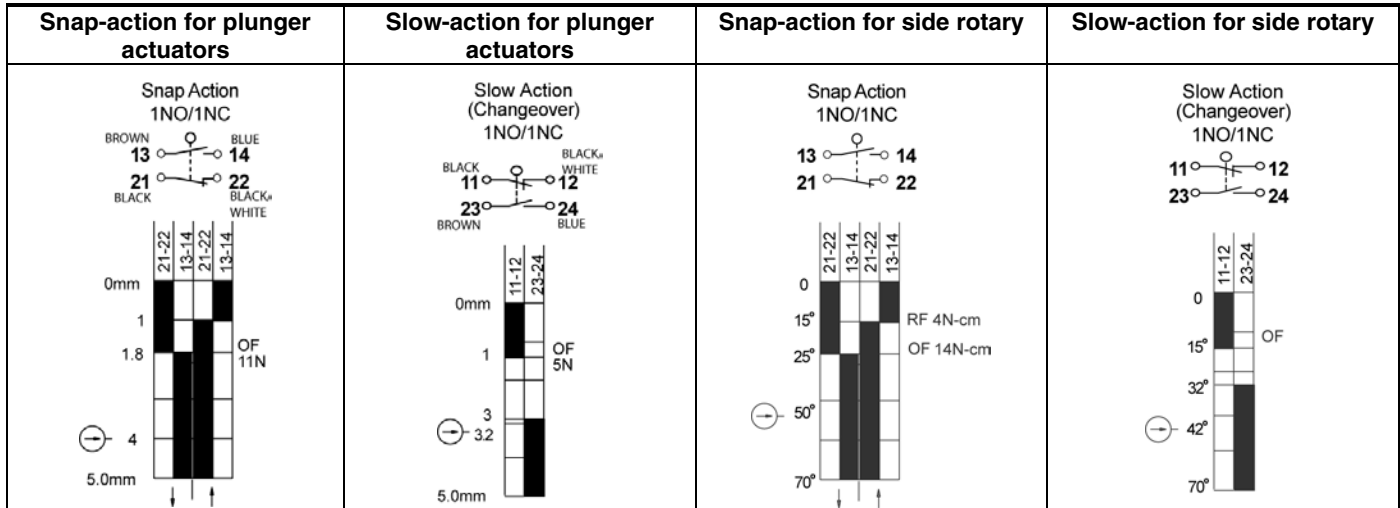 Snap-action for plunger
actuators
Slow-action for plunger
actuators
Snap-action for side rotary
Slow-action for side rotary
Snap Action
1NO/1NC
BROWN
BLUE
13
14
21
22
BLACK
BLACK
WHITE
21-22
13-14
21-22
13-14
0mm
1
1.8
OF
11N
4
5.0mm
Slow Action
(Changeover)
1NO/1NC
BLACK
BLACK
WHITE
11
12
23
24
BROWN
BLUE
11-12
23-24
0mm
1
OF
5N
3
3.2
5.0mm
Snap Action
1NO/1NC
13
14
21
22
21-22
13-14
21-22
13-14
0
15°
RF 4N-cm
25°
OF 14N-cm
50°
70°
Slow Action
(Changeover)
1NO/1NC
11
12
23
24
11-12
23-24
0
15°
OF
32°
42°
70°